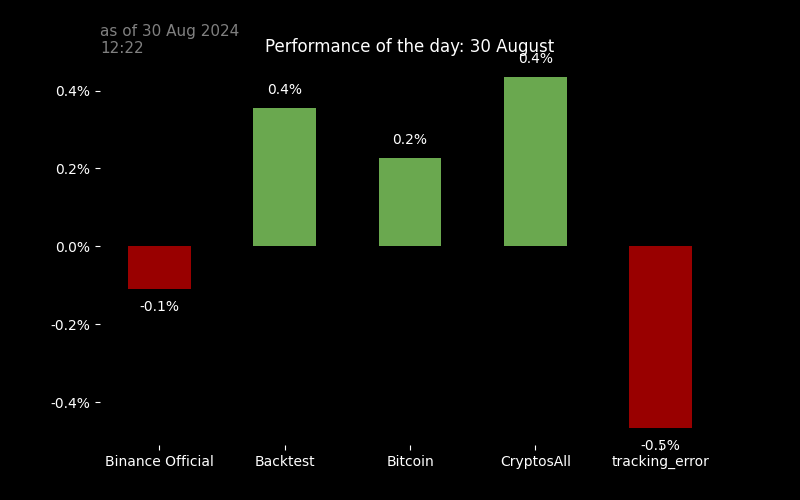 as of 30 Aug 2024
12:22
Performance of the day: 30 August
0.4%
0.4%
0.4%
0.2%
0.2%
0.0%
-0.1%
-0.2%
-0.4%
-0.5%
Binance Official
Backtest
Bitcoin
CryptosAll
tracking_error